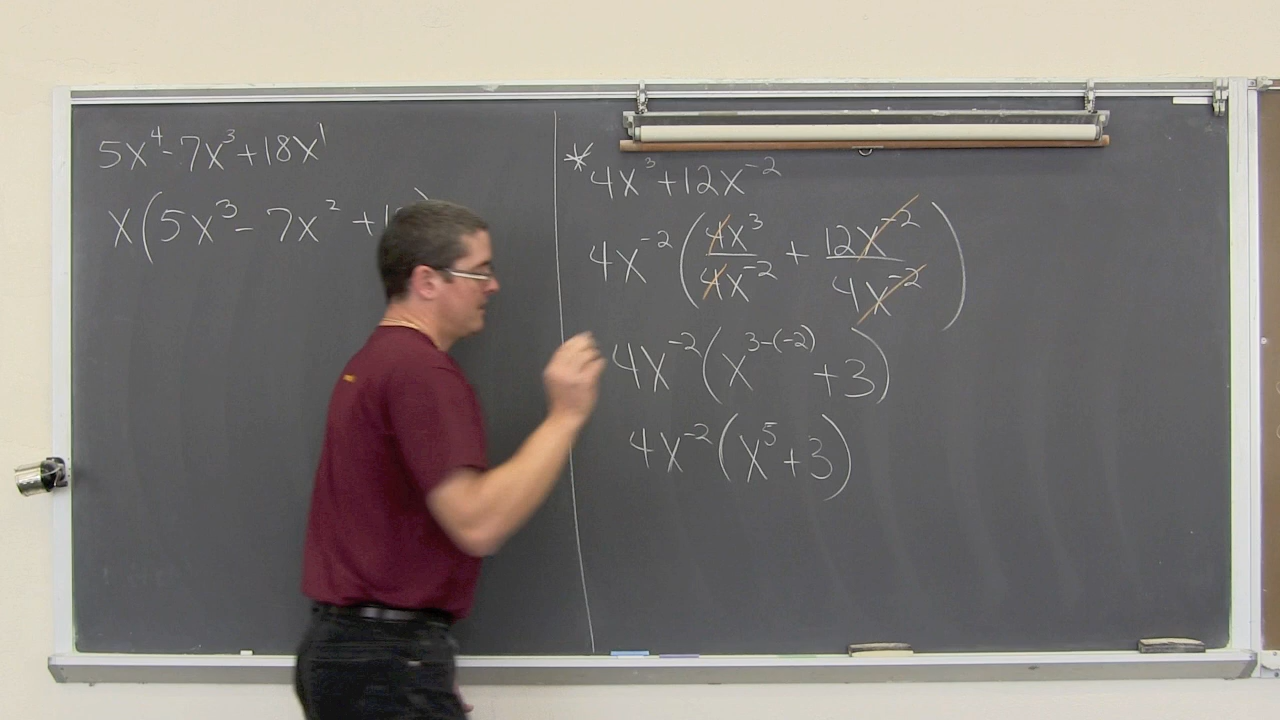 5x⁴-7x³+18x¹
x(5x³-7x²+1
*4x³+12x⁻²
4x⁻²(4x³/4x⁻² + 12x⁻²/4x⁻²)
4x⁻²(x³⁻⁽⁻²⁾+3)
4x⁻²(x⁵+3)